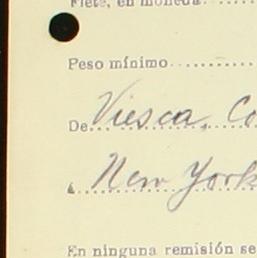 Flete, en moneda
Peso mínimo
De Viesca, Co
á New York
En ninguna remisión se